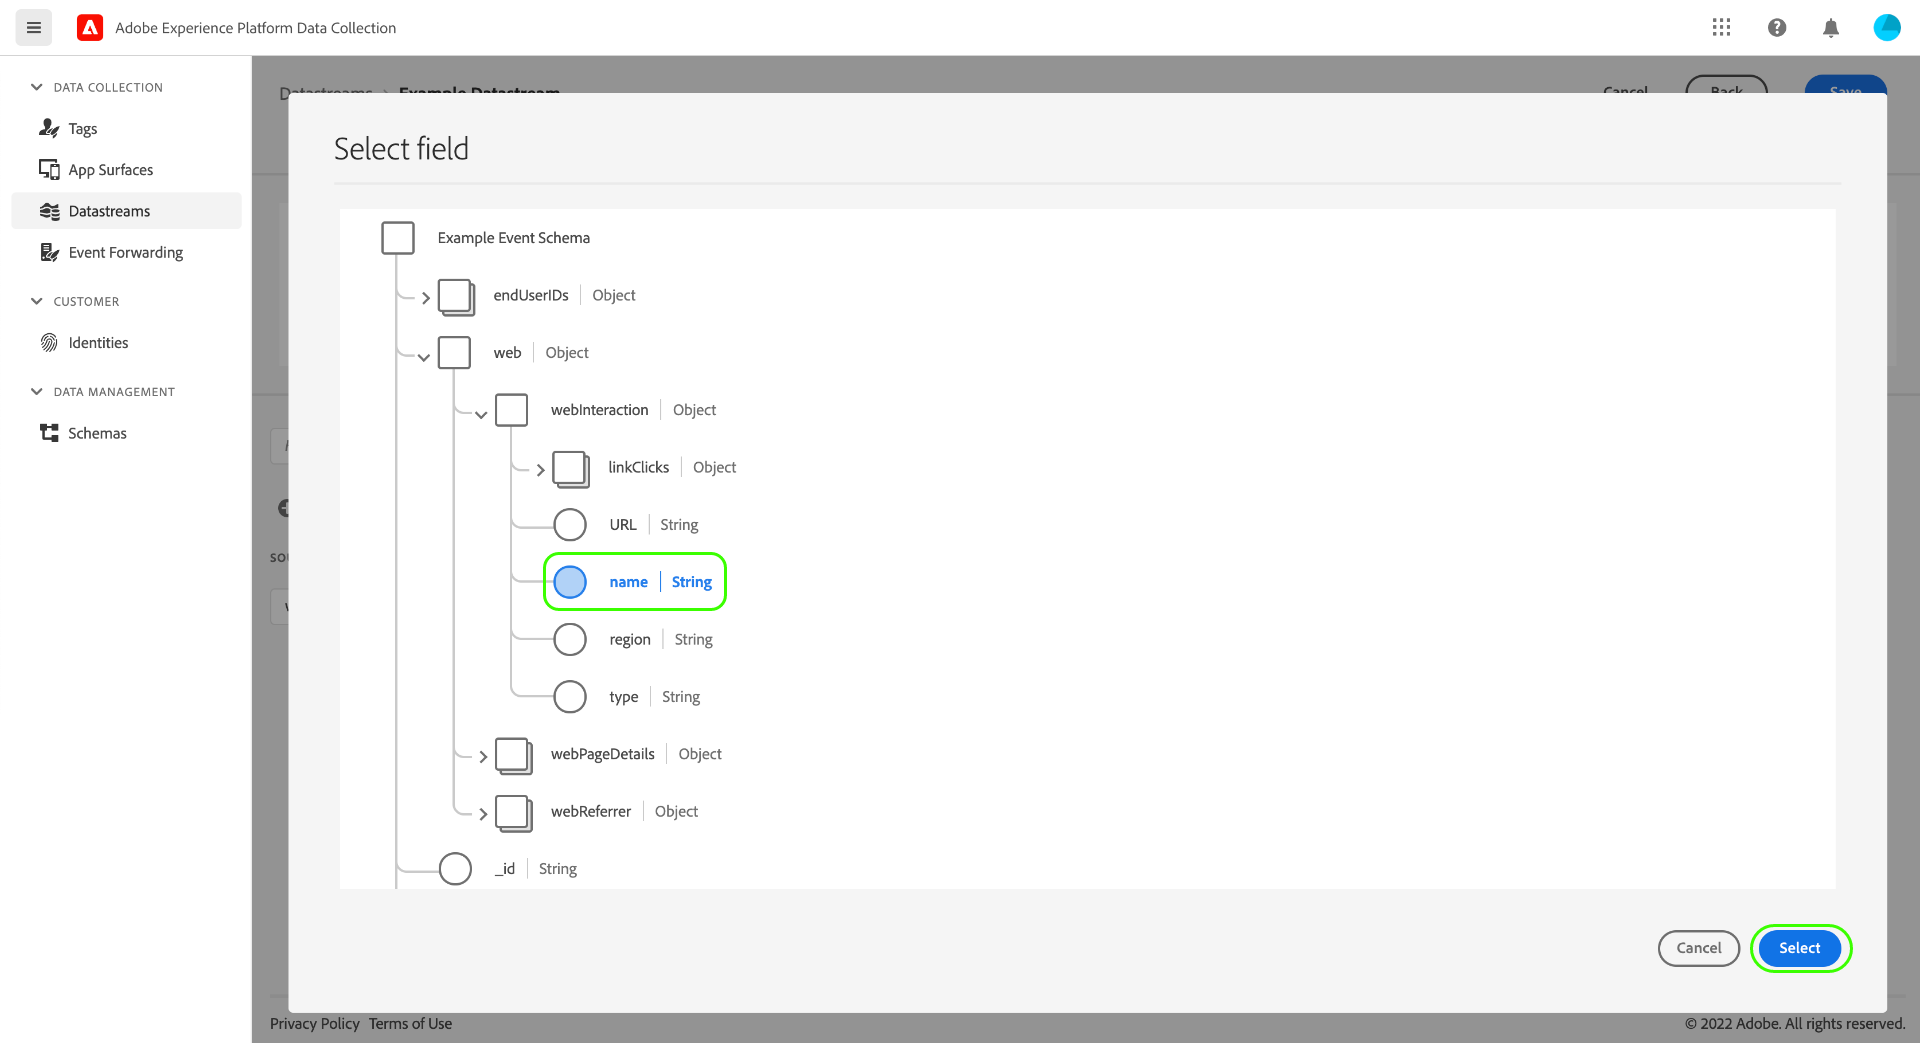 Adobe Experience Platform Data Collection
DATA COLLECTION
Tags
App Surfaces
Datastreams
Event Forwarding
CUSTOMER
Identities
DATA MANAGEMENT
Schemas
Datastreams > Example Datastream
Cancel
Back
Save
Select field
Example Event Schema
endUserIDs | Object
web | Object
webInteraction | Object
linkClicks | Object
URL | String
name | String
region | String
type | String
webPageDetails | Object
webReferrer | Object
_id | String
Cancel
Select
Privacy Policy Terms of Use
© 2022 Adobe. All rights reserved.